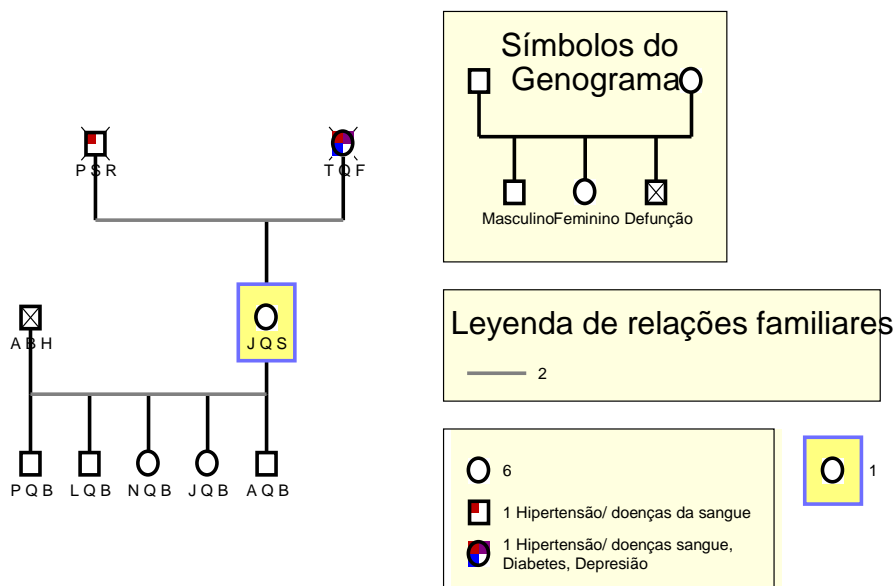 Símbolos do
Genograma
P S R
T Q F
Masculino Feminino Defunção
A B H
J Q S
Leyenda de relações familiares
2
P Q B
L Q B
N Q B
J Q B
A Q B
6
1
1 Hipertensão/ doenças da sangue
1 Hipertensão/ doenças sangue,
Diabetes, Depresião